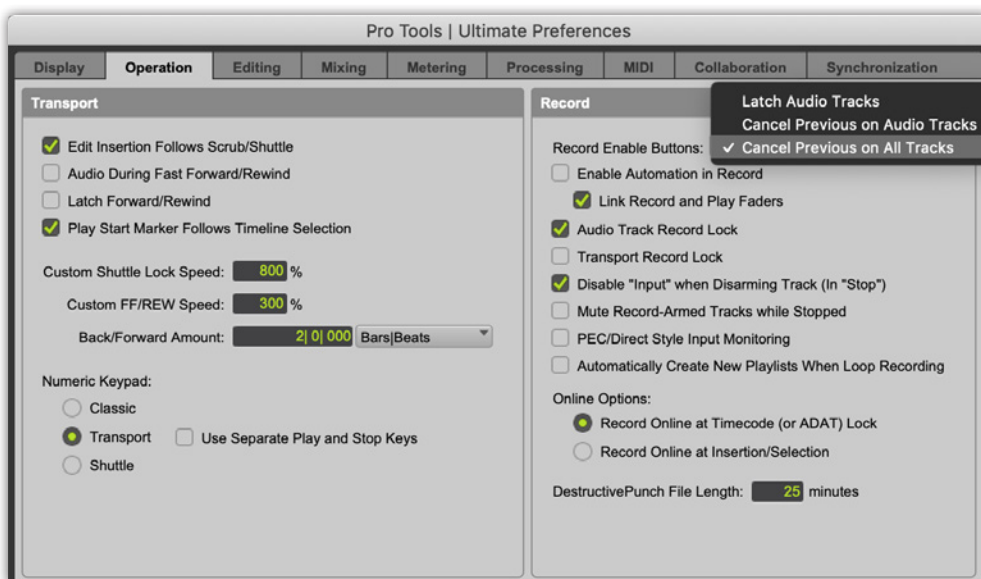 Pro Tools | Ultimate Preferences
Display Operation Editing Mixing Metering Processing MIDI Collaboration Synchronization
Transport
Edit Insertion Follows Scrub/Shuttle
Audio During Fast Forward/Rewind
Latch Forward/Rewind
Play Start Marker Follows Timeline Selection
Custom Shuttle Lock Speed: 800 %
Custom FF/REW Speed: 300 %
Back/Forward Amount: 2| 0| 000 Bars|Beats
Numeric Keypad:
Classic
Transport Use Separate Play and Stop Keys
Shuttle
Record
Latch Audio Tracks
Cancel Previous on Audio Tracks
Record Enable Buttons: ✓ Cancel Previous on All Tracks
Enable Automation in Record
Link Record and Play Faders
Audio Track Record Lock
Transport Record Lock
Disable "Input" when Disarming Track (In "Stop")
Mute Record-Armed Tracks while Stopped
PEC/Direct Style Input Monitoring
Automatically Create New Playlists When Loop Recording
Online Options:
Record Online at Timecode (or ADAT) Lock
Record Online at Insertion/Selection
DestructivePunch File Length: 25 minutes